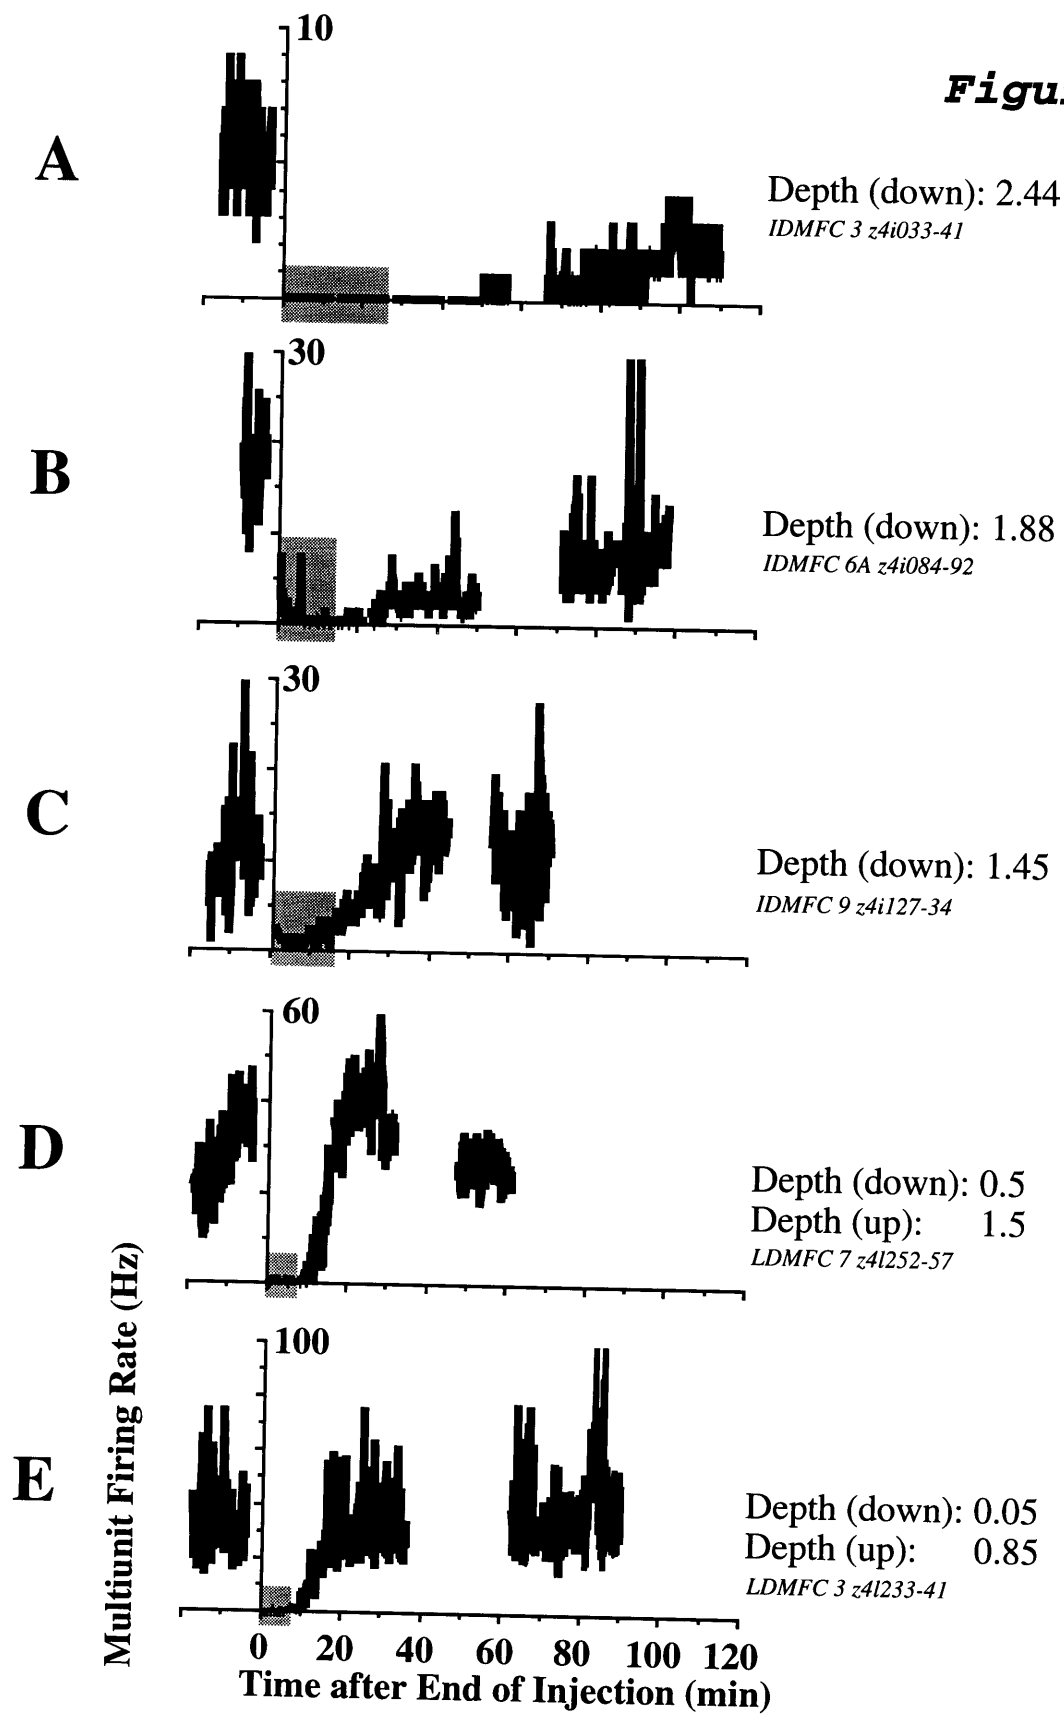 10
Figu
A
Depth (down): 2.44
IDMFC 3 z4i033-41
30
B
Depth (down): 1.88
IDMFC 6A z4i084-92
30
C
Depth (down): 1.45
IDMFC 9 z4i127-34
60
D
Depth (down): 0.5
Depth (up): 1.5
LDMFC 7 z4l252-57
100
E
Depth (down): 0.05
Depth (up): 0.85
LDMFC 3 z4l233-41
Multiunit Firing Rate (Hz)
0 20 40 60 80 100 120
Time after End of Injection (min)